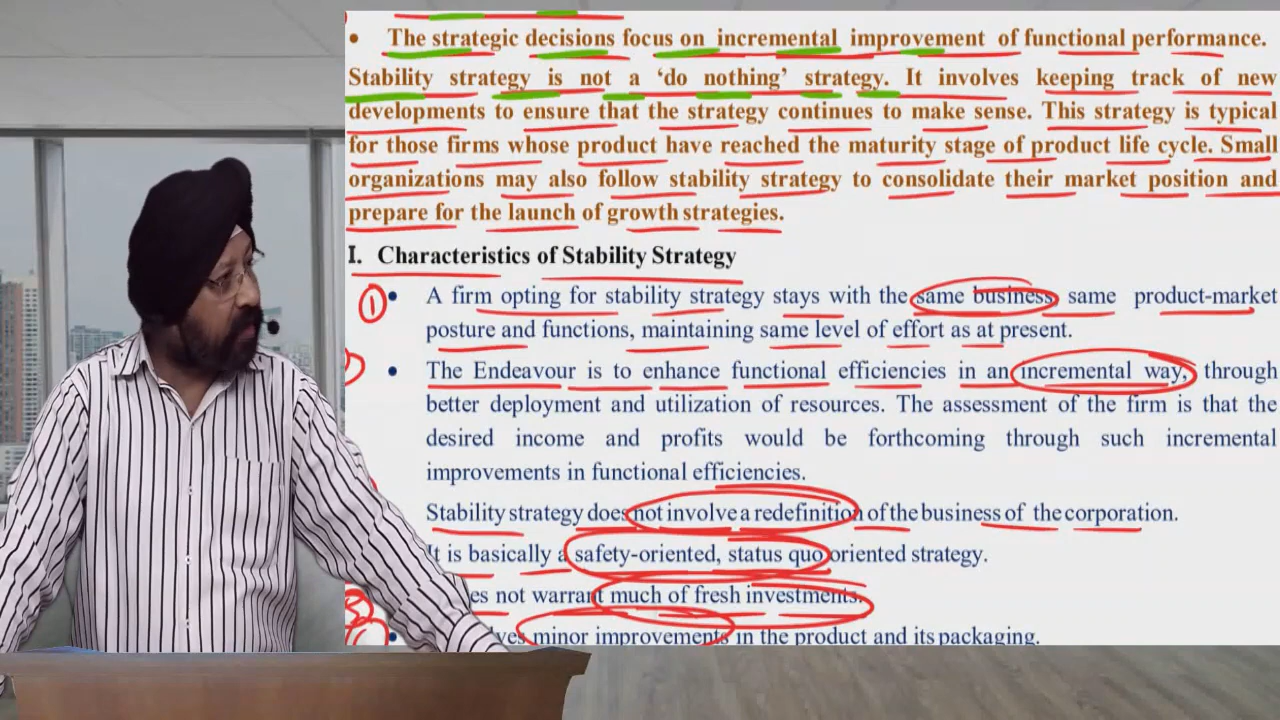 • The strategic decisions focus on incremental improvement of functional performance.
Stability strategy is not a ‘do nothing’ strategy. It involves keeping track of new
developments to ensure that the strategy continues to make sense. This strategy is typical
for those firms whose product have reached the maturity stage of product life cycle. Small
organizations may also follow stability strategy to consolidate their market position and
prepare for the launch of growth strategies.
I. Characteristics of Stability Strategy
1 • A firm opting for stability strategy stays with the same business, same product-market
posture and functions, maintaining same level of effort as at present.
• The Endeavour is to enhance functional efficiencies in an incremental way, through
better deployment and utilization of resources. The assessment of the firm is that the
desired income and profits would be forthcoming through such incremental
improvements in functional efficiencies.
Stability strategy does not involve a redefinition of the business of the corporation.
It is basically a safety-oriented, status quo oriented strategy.
es not warrant much of fresh investments.
• ves minor improvements in the product and its packaging.